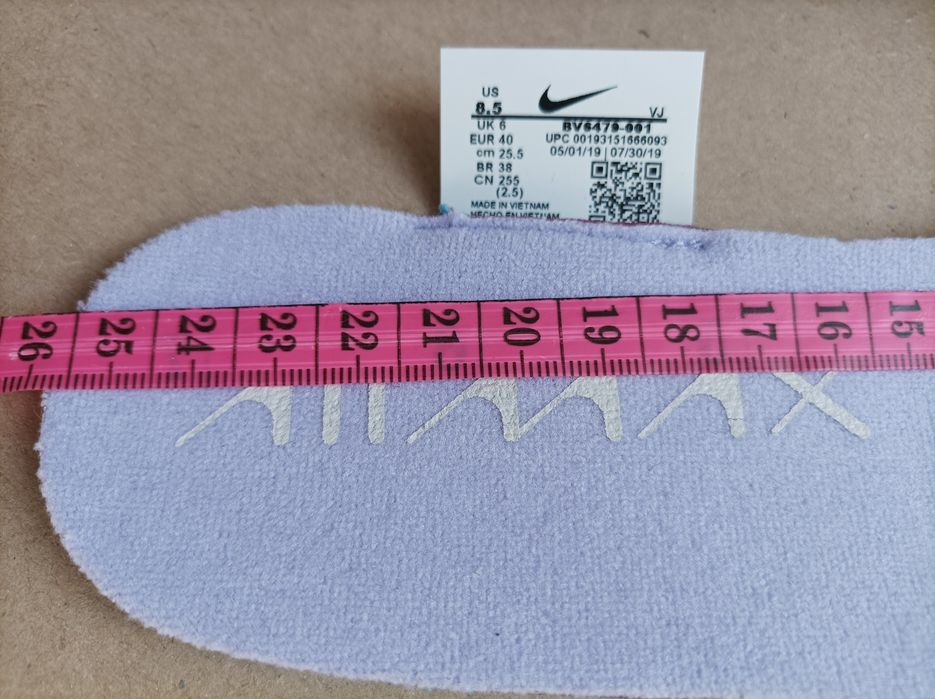 US
8.5 VJ
UK 6 BV6479-001
EUR 40 UPC 00193151666093
cm 25.5 05/01/19 | 07/30/19
BR 38
CN 255
(2.5)
MADE IN VIETNAM
HECHO EN VIETNAM
26 25 24 23 22 21 20 19 18 17 16 15
AIR MAX